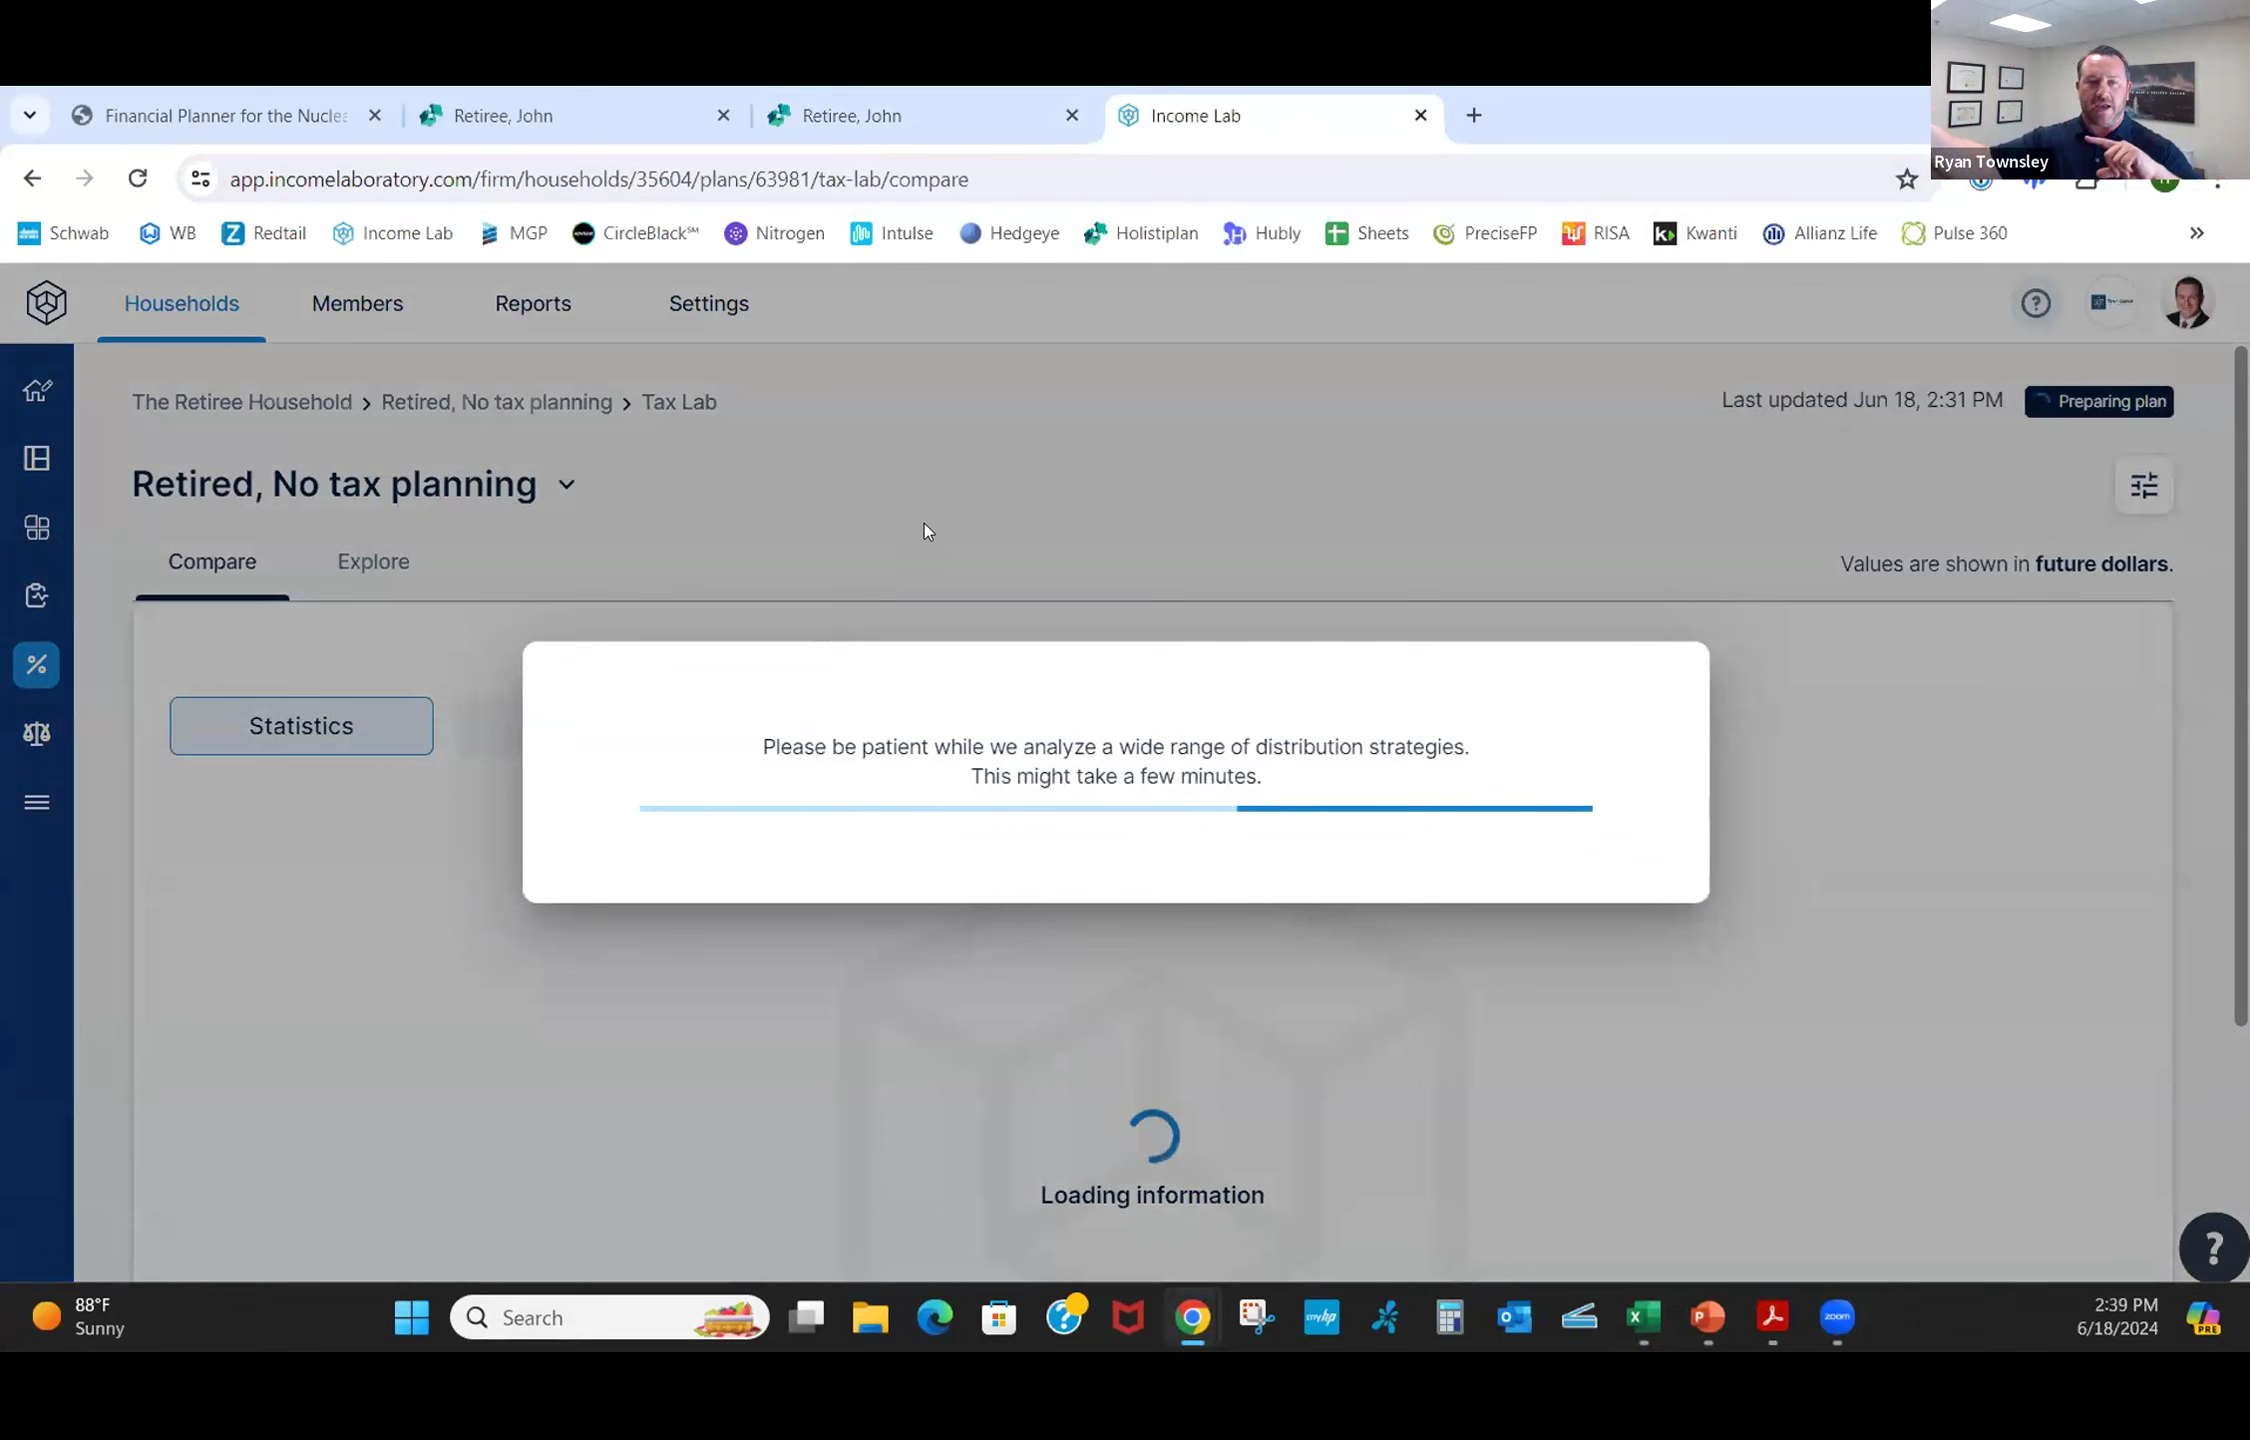 Financial Planner for the Nuclea
Retiree, John
Retiree, John
Income Lab
Ryan Townsley
app.incomelaboratory.com/firm/households/35604/plans/63981/tax-lab/compare
Schwab
WB
Redtail
Income Lab
MGP
CircleBlack℠
Nitrogen
Intulse
Hedgeye
Holistiplan
Hubly
Sheets
PreciseFP
RISA
Kwanti
Allianz Life
Pulse 360
Households
Members
Reports
Settings
The Retiree Household > Retired, No tax planning > Tax Lab
Last updated Jun 18, 2:31 PM
Preparing plan
Retired, No tax planning
Compare
Explore
Values are shown in future dollars.
Statistics
Please be patient while we analyze a wide range of distribution strategies.
This might take a few minutes.
Loading information
88°F
Sunny
Search
myhp
zoom
2:39 PM
6/18/2024
PRE